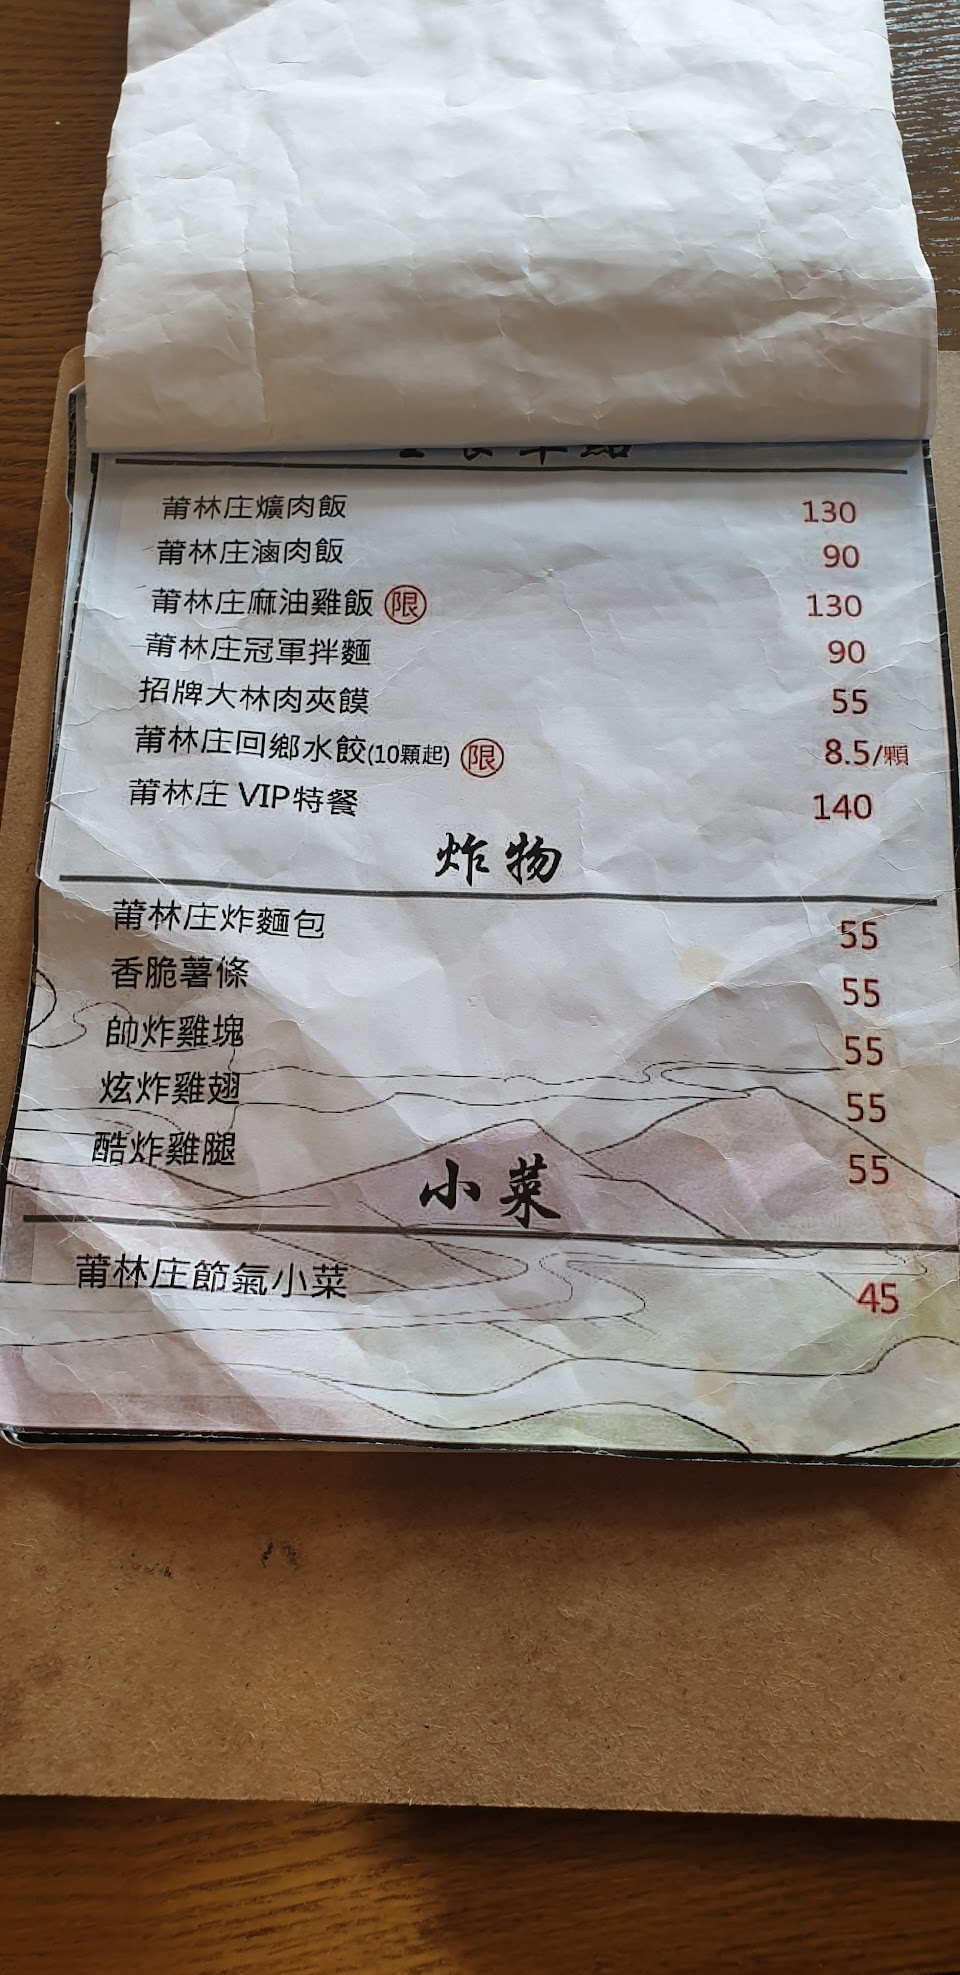 莆林庄爌肉飯 130
莆林庄滷肉飯 90
莆林庄麻油雞飯 限 130
莆林庄冠軍拌麵 90
招牌大林肉夾饃 55
莆林庄回鄉水餃(10顆起) 限 8.5/顆
莆林庄 VIP特餐 140
炸物
莆林庄炸麵包 55
香脆薯條 55
帥炸雞塊 55
炫炸雞翅 55
酷炸雞腿 55
小菜
莆林庄節氣小菜 45